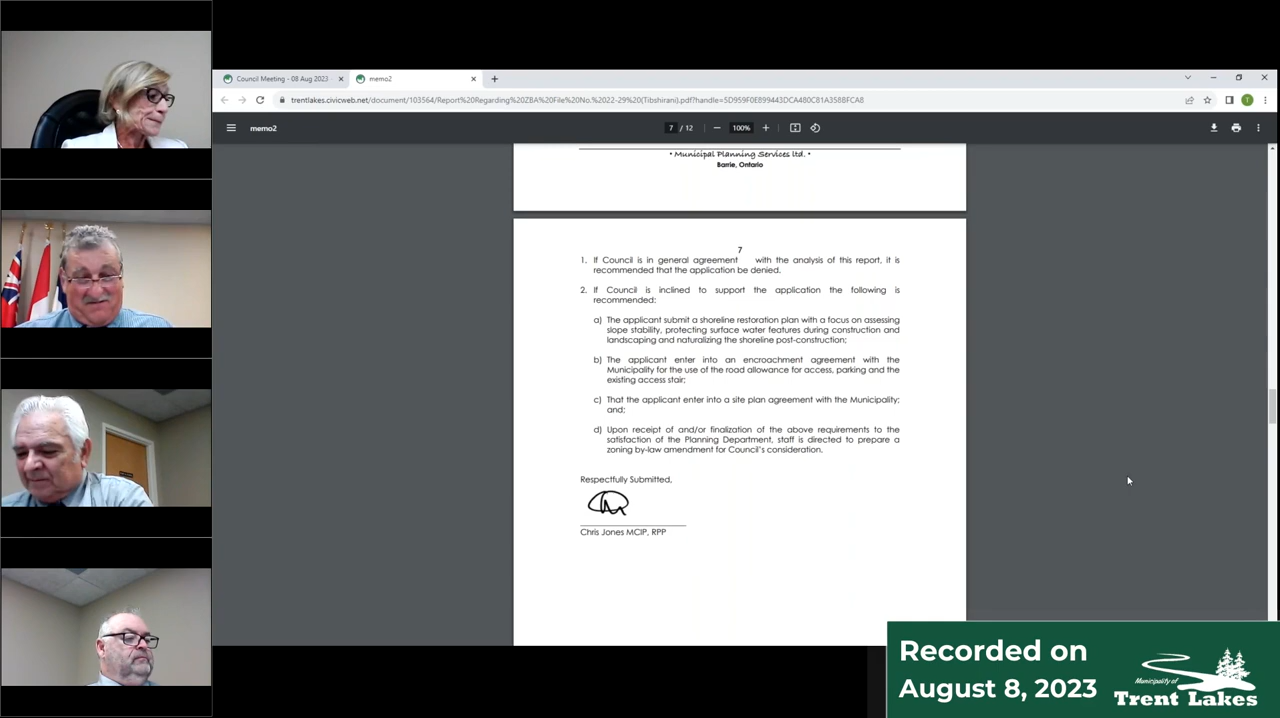 Council Meeting - 08 Aug 2023
memo2
trentlakes.civicweb.net/document/103564/Report%20Regarding%20ZBA%20File%20No.%202022-29%20(Tibshirani).pdf?handle=5D959F0E899443DCA480C81A358BFCA8
T
memo2
7 / 12
100%
• Municipal Planning Services Ltd. •
Barrie, Ontario
7
1. If Council is in general agreement with the analysis of this report, it is
recommended that the application be denied.
2. If Council is inclined to support the application the following is
recommended:
a) The applicant submit a shoreline restoration plan with a focus on assessing
slope stability, protecting surface water features during construction and
landscaping and naturalizing the shoreline post-construction;
b) The applicant enter into an encroachment agreement with the
Municipality for the use of the road allowance for access, parking and the
existing access stair;
c) That the applicant enter into a site plan agreement with the Municipality;
and;
d) Upon receipt of and/or finalization of the above requirements to the
satisfaction of the Planning Department, staff is directed to prepare a
zoning by-law amendment for Council's consideration.
Respectfully Submitted,
Chris Jones MCIP, RPP
Recorded on
August 8, 2023
Municipality of
Trent Lakes